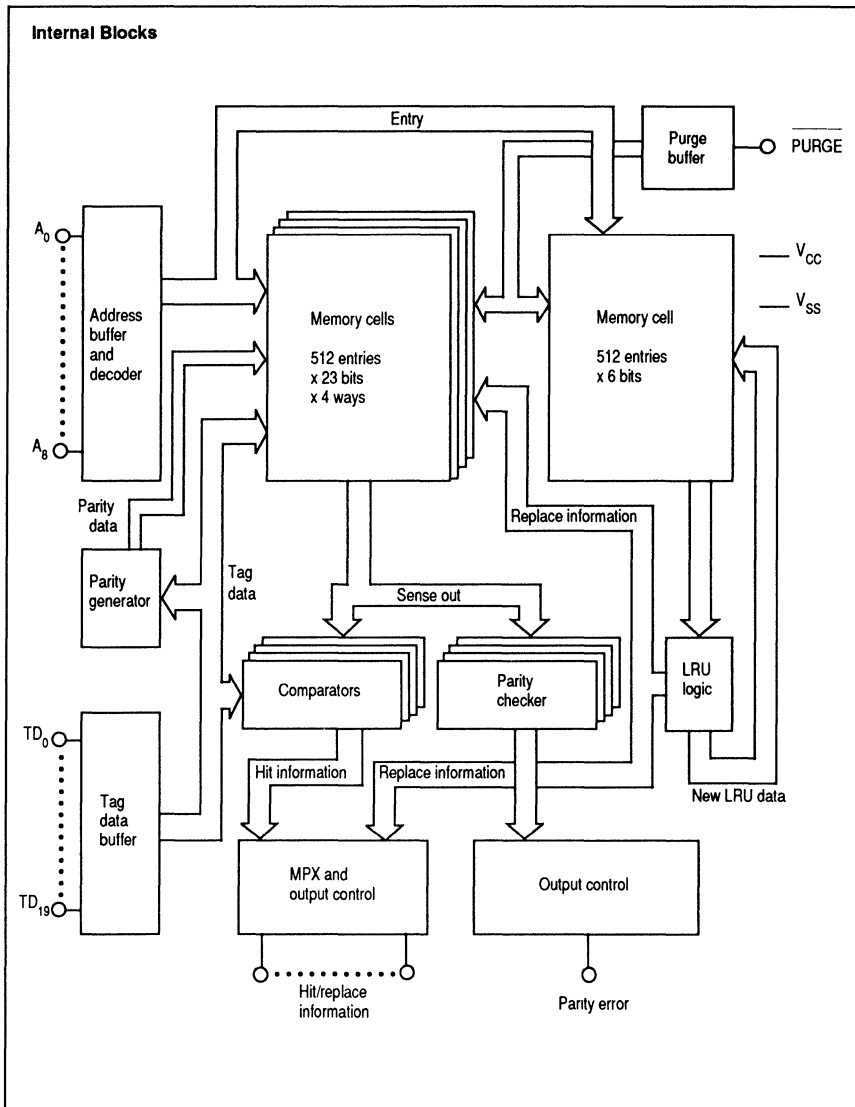 Internal Blocks
Entry
Purge
buffer
PURGE
A0
Address
buffer
and
decoder
A8
Memory cells
512 entries
x 23 bits
x 4 ways
Memory cell
512 entries
x 6 bits
VCC
VSS
Parity
data
Replace information
Parity
generator
Tag
data
Sense out
Comparators
Parity
checker
LRU
logic
TD0
Tag
data
buffer
TD19
Hit information
Replace information
New LRU data
MPX and
output control
Output control
Hit/replace
information
Parity error